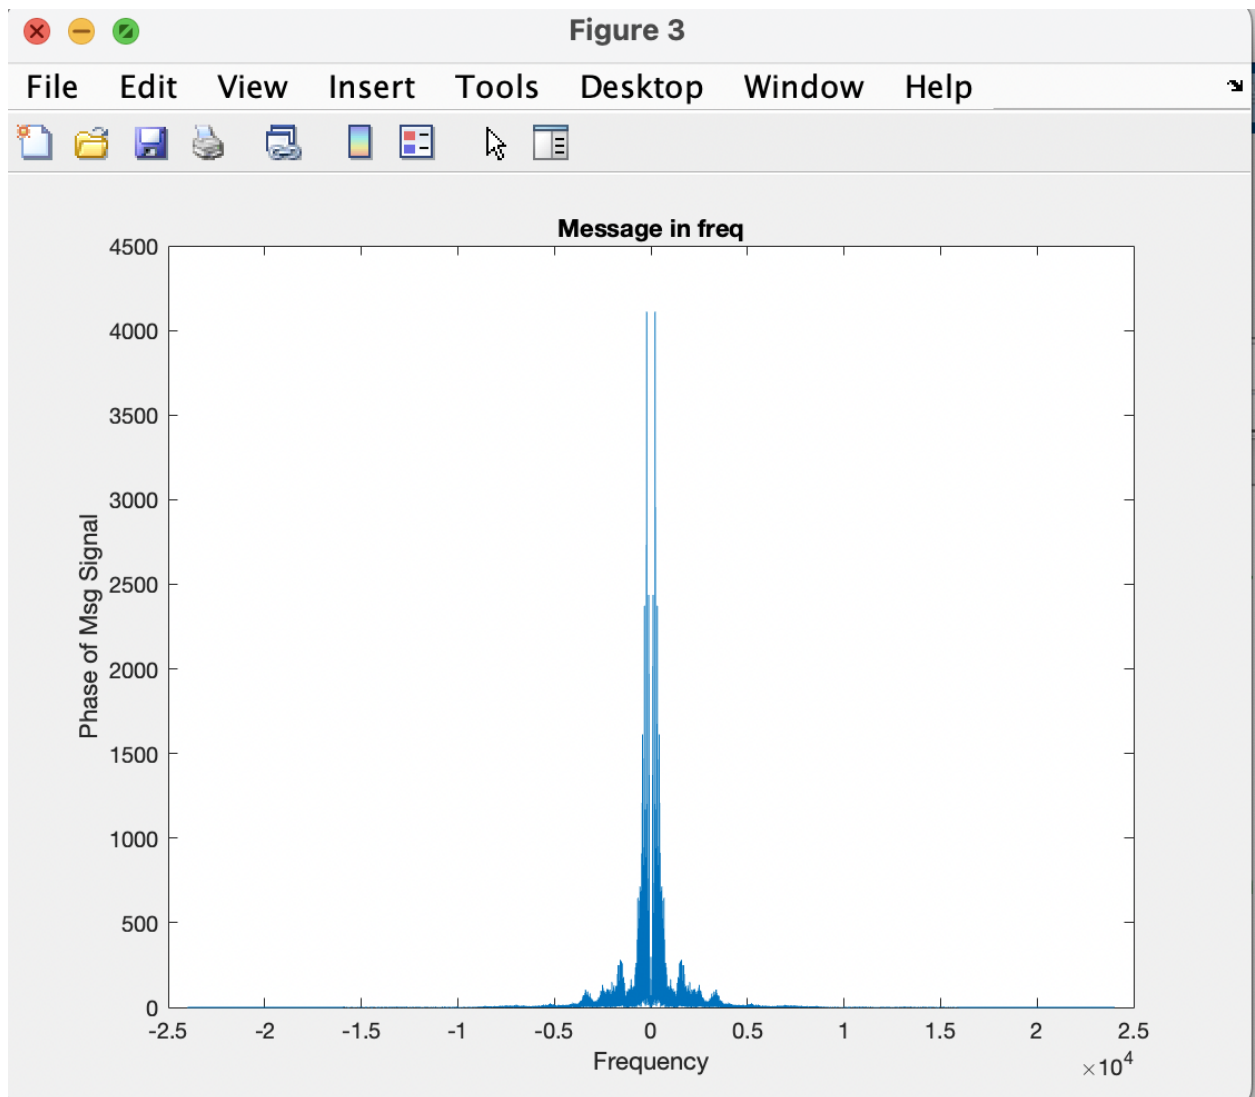 Figure 3
File Edit View Insert Tools Desktop Window Help
Message in freq
4500
4000
3500
3000
2500
2000
1500
1000
500
0
Phase of Msg Signal
-2.5 -2 -1.5 -1 -0.5 0 0.5 1 1.5 2 2.5
Frequency
×10⁴